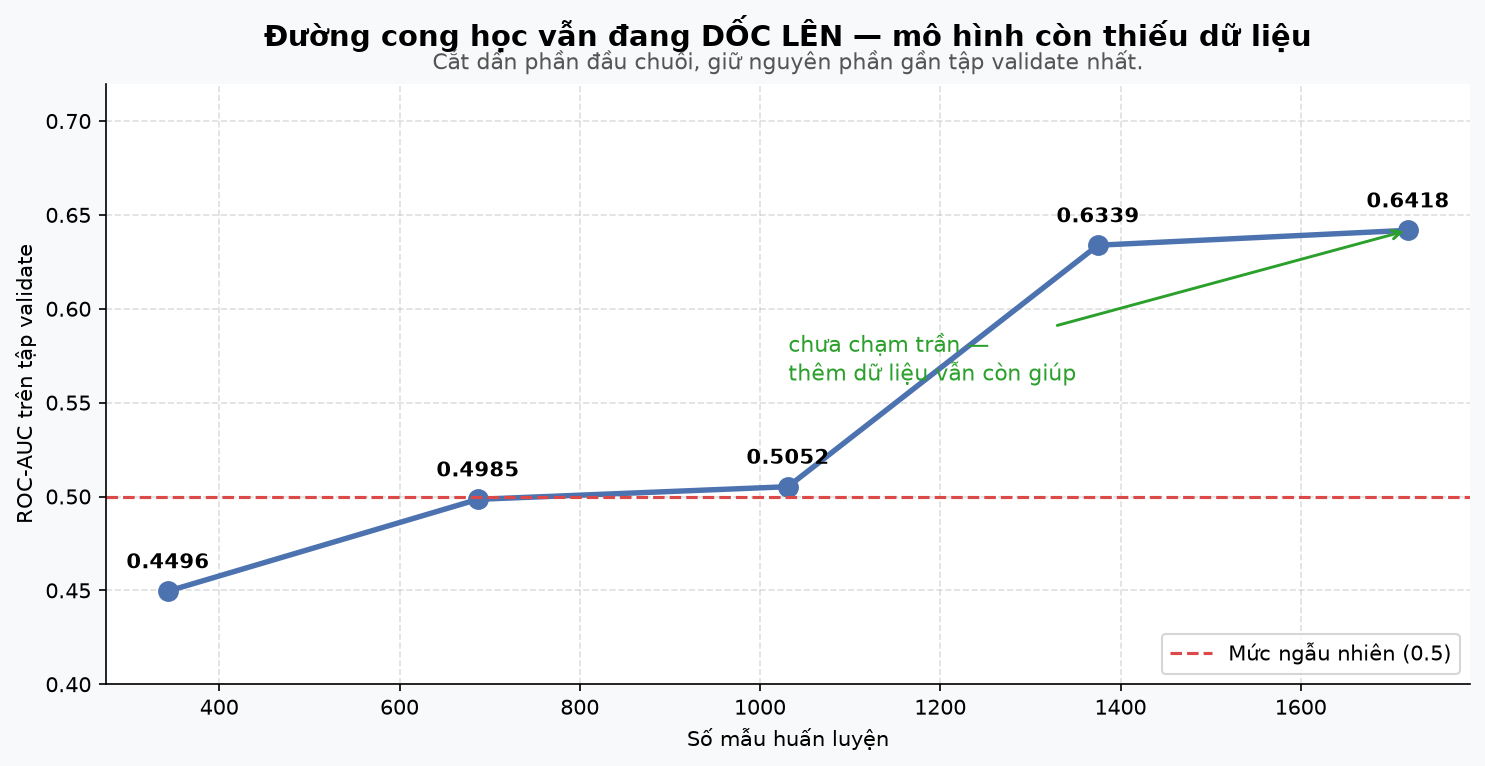 Đường cong học vẫn đang DỐC LÊN — mô hình còn thiếu dữ liệu
Cắt dần phần đầu chuỗi, giữ nguyên phần gần tập validate nhất.
ROC-AUC trên tập validate
0.70
0.65
0.60
0.55
0.50
0.45
0.40
0.4496
0.4985
0.5052
0.6339
0.6418
chưa chạm trần —
thêm dữ liệu vẫn còn giúp
Mức ngẫu nhiên (0.5)
400 600 800 1000 1200 1400 1600
Số mẫu huấn luyện